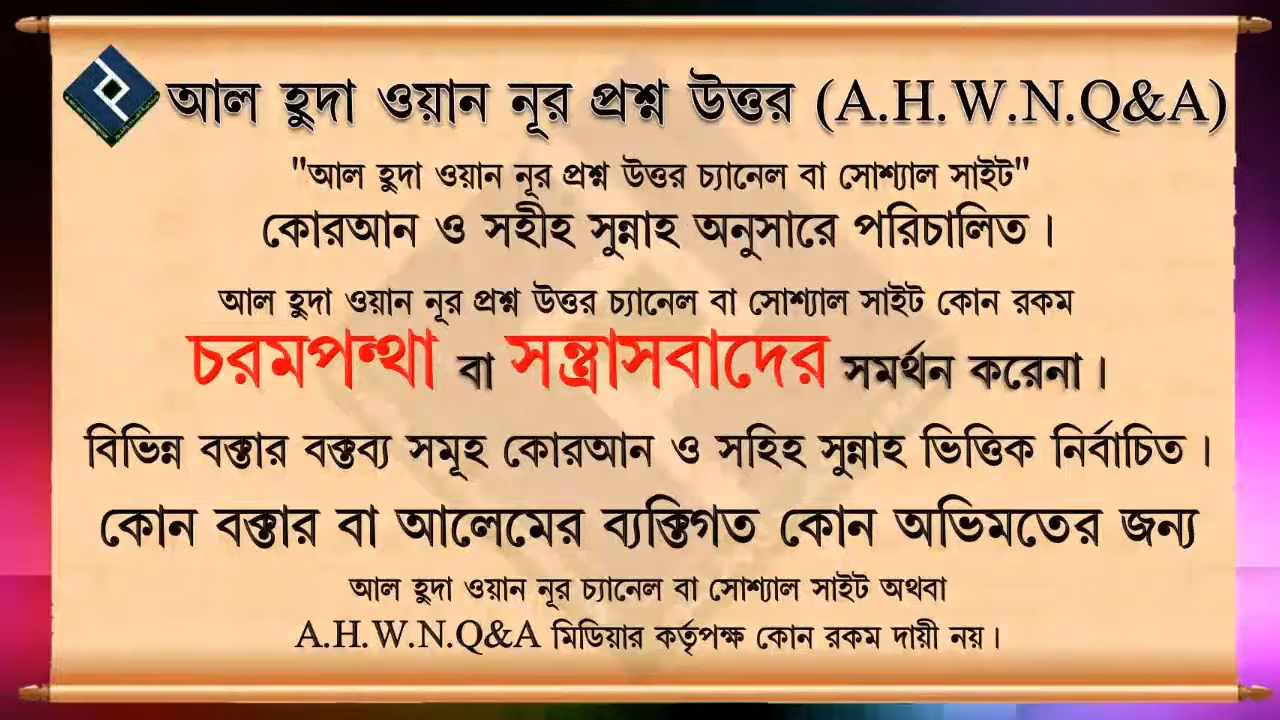 আল হুদা ওয়ান নূর প্রশ্ন উত্তর (A.H.W.N.Q&A)
"আল হুদা ওয়ান নূর প্রশ্ন উত্তর চ্যানেল বা সোশ্যাল সাইট"
কোরআন ও সহীহ সুন্নাহ অনুসারে পরিচালিত।
আল হুদা ওয়ান নূর প্রশ্ন উত্তর চ্যানেল বা সোশ্যাল সাইট কোন রকম
চরমপন্থা বা সন্ত্রাসবাদের সমর্থন করেনা।
বিভিন্ন বক্তার বক্তব্য সমূহ কোরআন ও সহিহ সুন্নাহ ভিত্তিক নির্বাচিত।
কোন বক্তার বা আলেমের ব্যক্তিগত কোন অভিমতের জন্য
আল হুদা ওয়ান নূর চ্যানেল বা সোশ্যাল সাইট অথবা
A.H.W.N.Q&A মিডিয়ার কর্তৃপক্ষ কোন রকম দায়ী নয়।